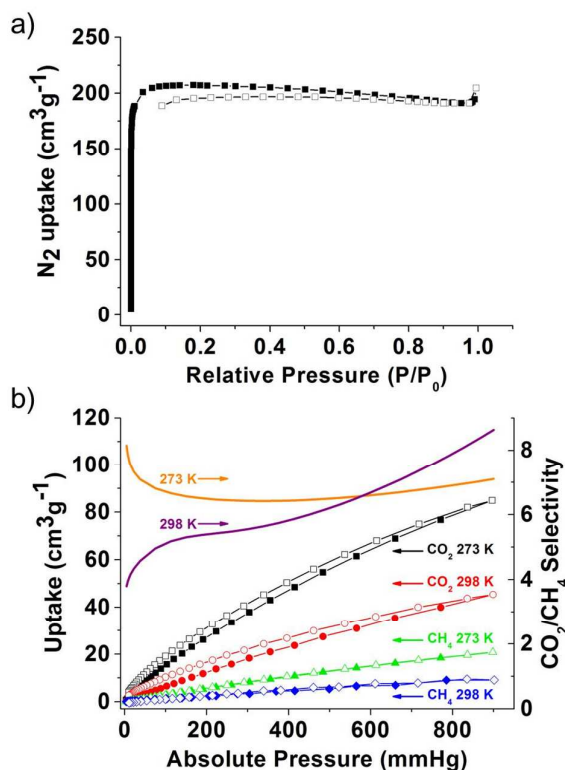 a)
250
200
150
100
50
0
N2 uptake (cm3g-1)
0.0 0.2 0.4 0.6 0.8 1.0
Relative Pressure (P/P0)
b)
120
100
80
60
40
20
0
Uptake (cm3g-1)
8
6
4
2
0
CO2/CH4 Selectivity
273 K
298 K
CO2 273 K
CO2 298 K
CH4 273 K
CH4 298 K
0 200 400 600 800
Absolute Pressure (mmHg)